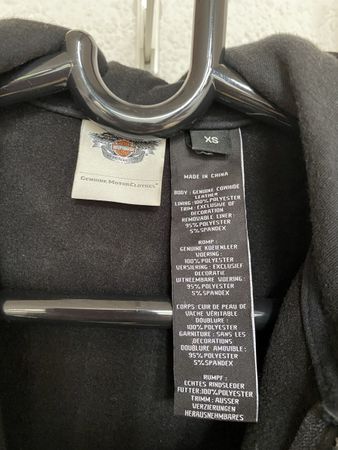 HARLEY-DAVIDSON
GENUINE MOTORCLOTHES
XS
MADE IN CHINA
BODY: GENUINE COWHIDE
LEATHER
LINING:100% POLYESTER
TRIM: EXCLUSIVE OF
DECORATION
REMOVABLE LINER:
95% POLYESTER
5% SPANDEX
ROMP:
GENUINE KOEIENLLER
VOERING:
100% POLYESTER
VERSIERING: EXCLUSIEF
DECORATIE
UITNEEMBARE VOERING:
95% POLYESTER
5% SPANDEX
CORPS: CUIR DE PEAU DE
VACHE VÉRITABLE
DOUBLURE:
100% POLYESTER
GARNITURE: SANS LES
DÉCORATIONS
DOUBLURE AMOVIBLE:
95% POLYESTER
5% SPANDEX
RUMPF:
ECHTES RINDSLEDER
FUTTER:100% POLYESTER
TRIMM: AUSSER
VERZIERUNGEN
HERAUSNEHMBARES